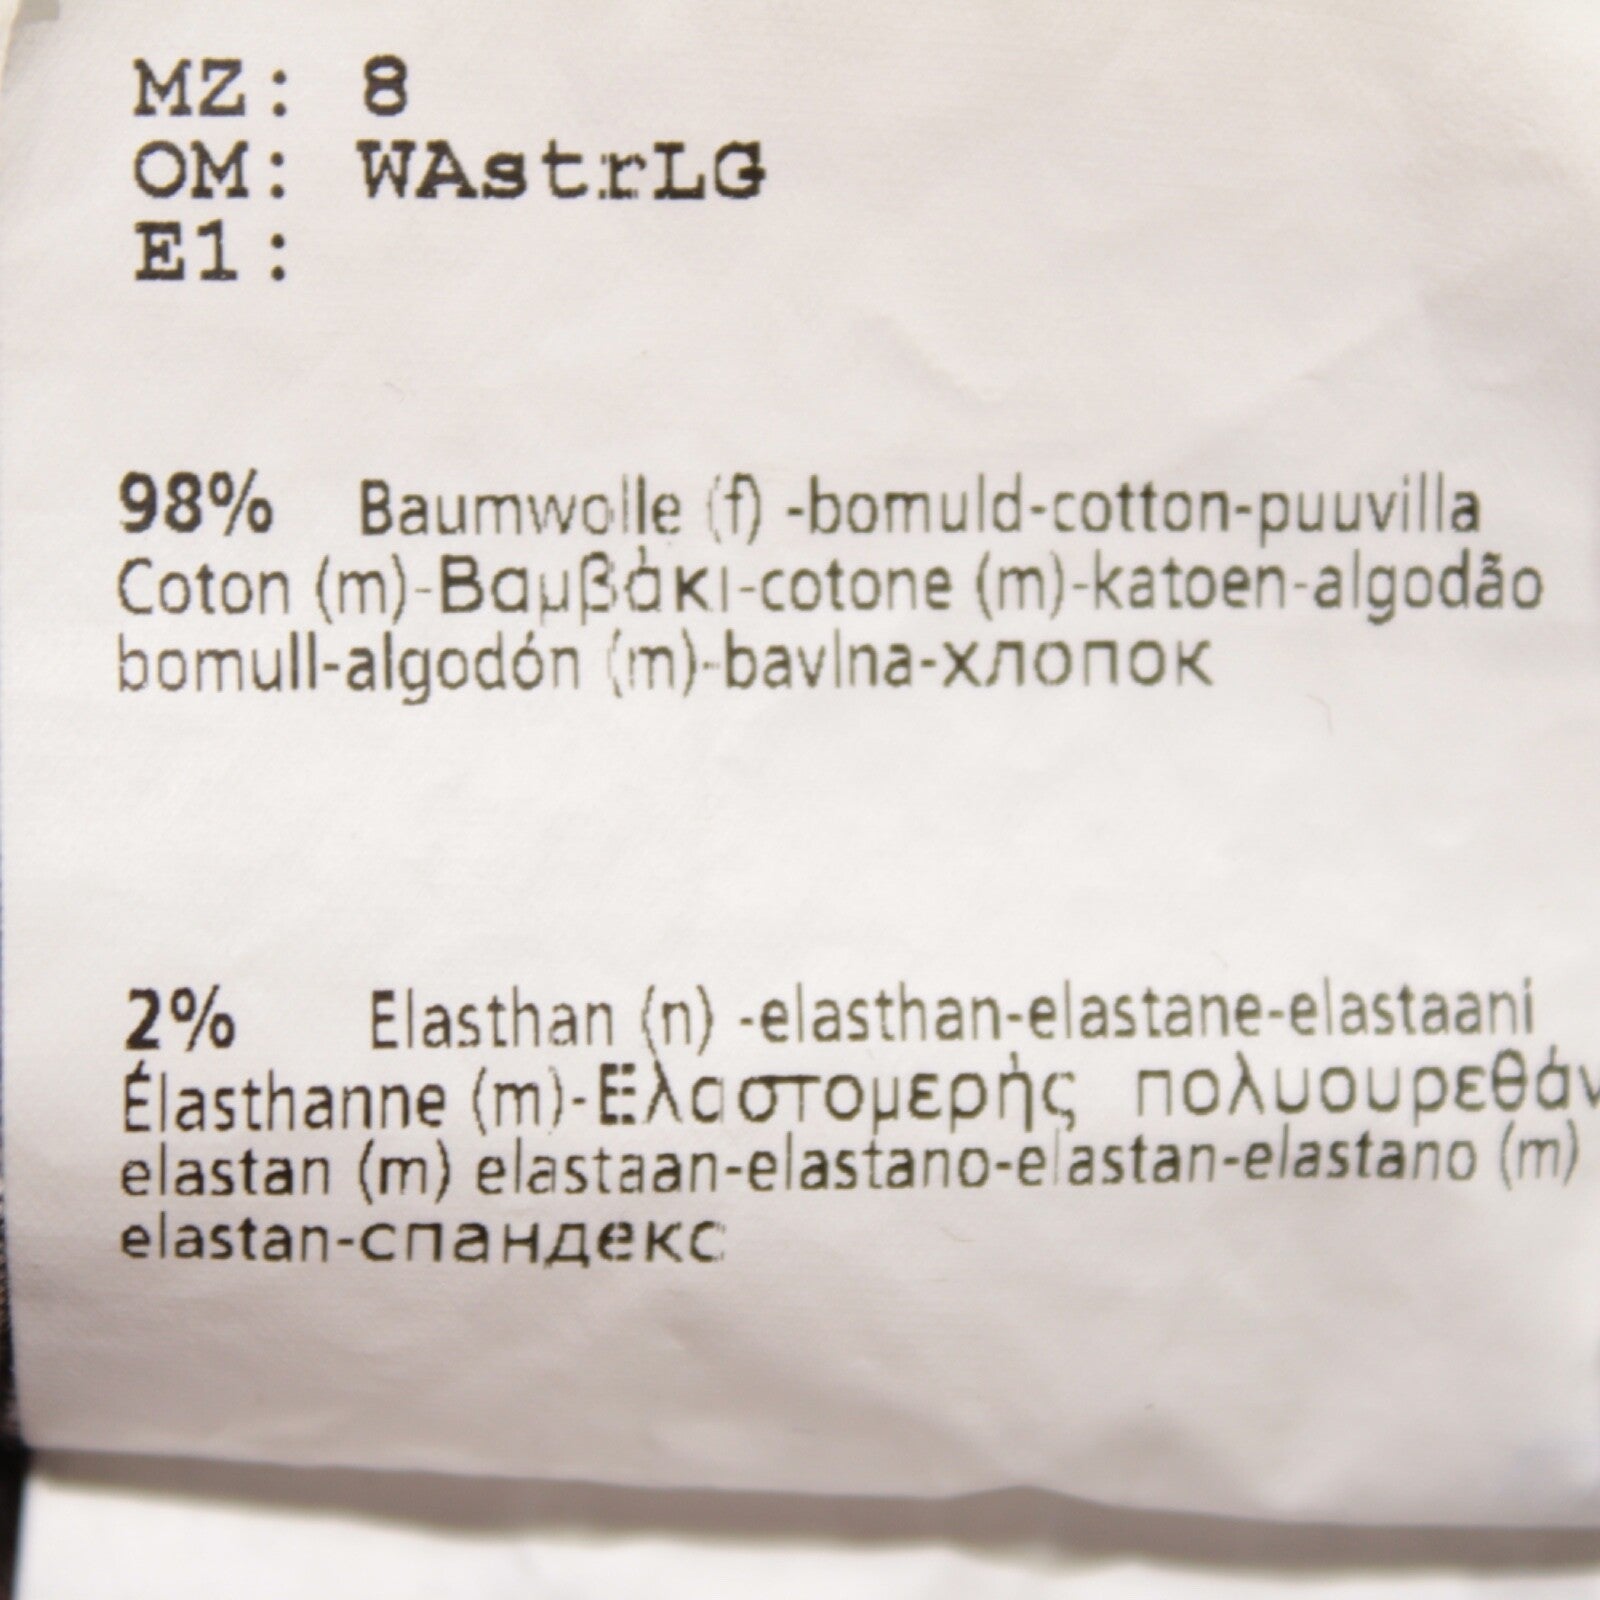 MZ: 8
OM: WAstrLG
E1:
98% Baumwolle (f) -bomuld-cotton-puuvilla
Coton (m)-Βαμβάκι-cotone (m)-katoen-algodão
bomull-algodón (m)-bavlna-хлопок
2% Elasthan (n) -elasthan-elastane-elastaani
Élasthanne (m)-Ελαστομερής πολυουρεθάν
elastan (m) elastaan-elastano-elastan-elastano (m)
elastan-спандекс